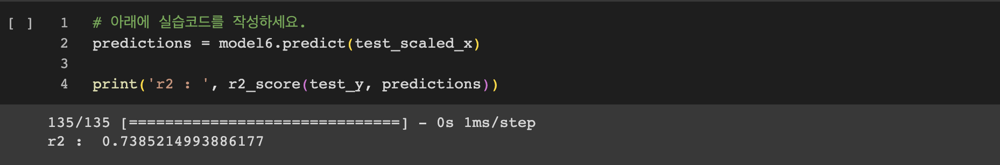 [ ] 1 # 아래에 실습코드를 작성하세요.
2 predictions = model6.predict(test_scaled_x)
3
4 print('r2 : ', r2_score(test_y, predictions))
135/135 [==============================] - 0s 1ms/step
r2 :  0.7385214993886177